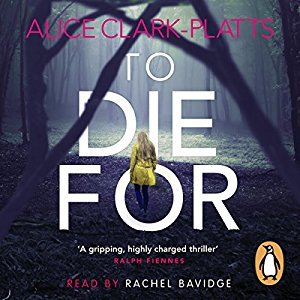 ALICE CLARK-PLATTS
TO
DIE
FOR
'A gripping, highly charged thriller'
RALPH FIENNES
READ BY RACHEL BAVIDGE